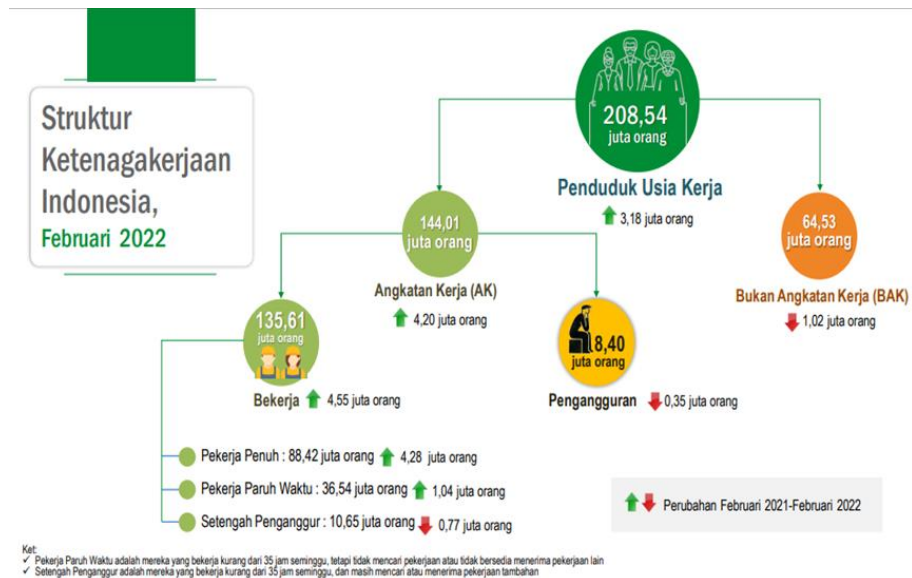 Struktur
Ketenagakerjaan
Indonesia,
Februari 2022
208,54
juta orang
Penduduk Usia Kerja
3,18 juta orang
144,01
juta orang
Angkatan Kerja (AK)
4,20 juta orang
64,53
juta orang
Bukan Angkatan Kerja (BAK)
1,02 juta orang
135,61
juta orang
Bekerja 4,55 juta orang
8,40
juta orang
Pengangguran 0,35 juta orang
Pekerja Penuh : 88,42 juta orang 4,28 juta orang
Pekerja Paruh Waktu : 36,54 juta orang 1,04 juta orang
Setengah Penganggur : 10,65 juta orang 0,77 juta orang
Perubahan Februari 2021-Februari 2022
Ket:
✓ Pekerja Paruh Waktu adalah mereka yang bekerja kurang dari 35 jam seminggu, tetapi tidak mencari pekerjaan atau tidak bersedia menerima pekerjaan lain
✓ Setengah Penganggur adalah mereka yang bekerja kurang dari 35 jam seminggu, dan masih mencari atau menerima pekerjaan tambahan